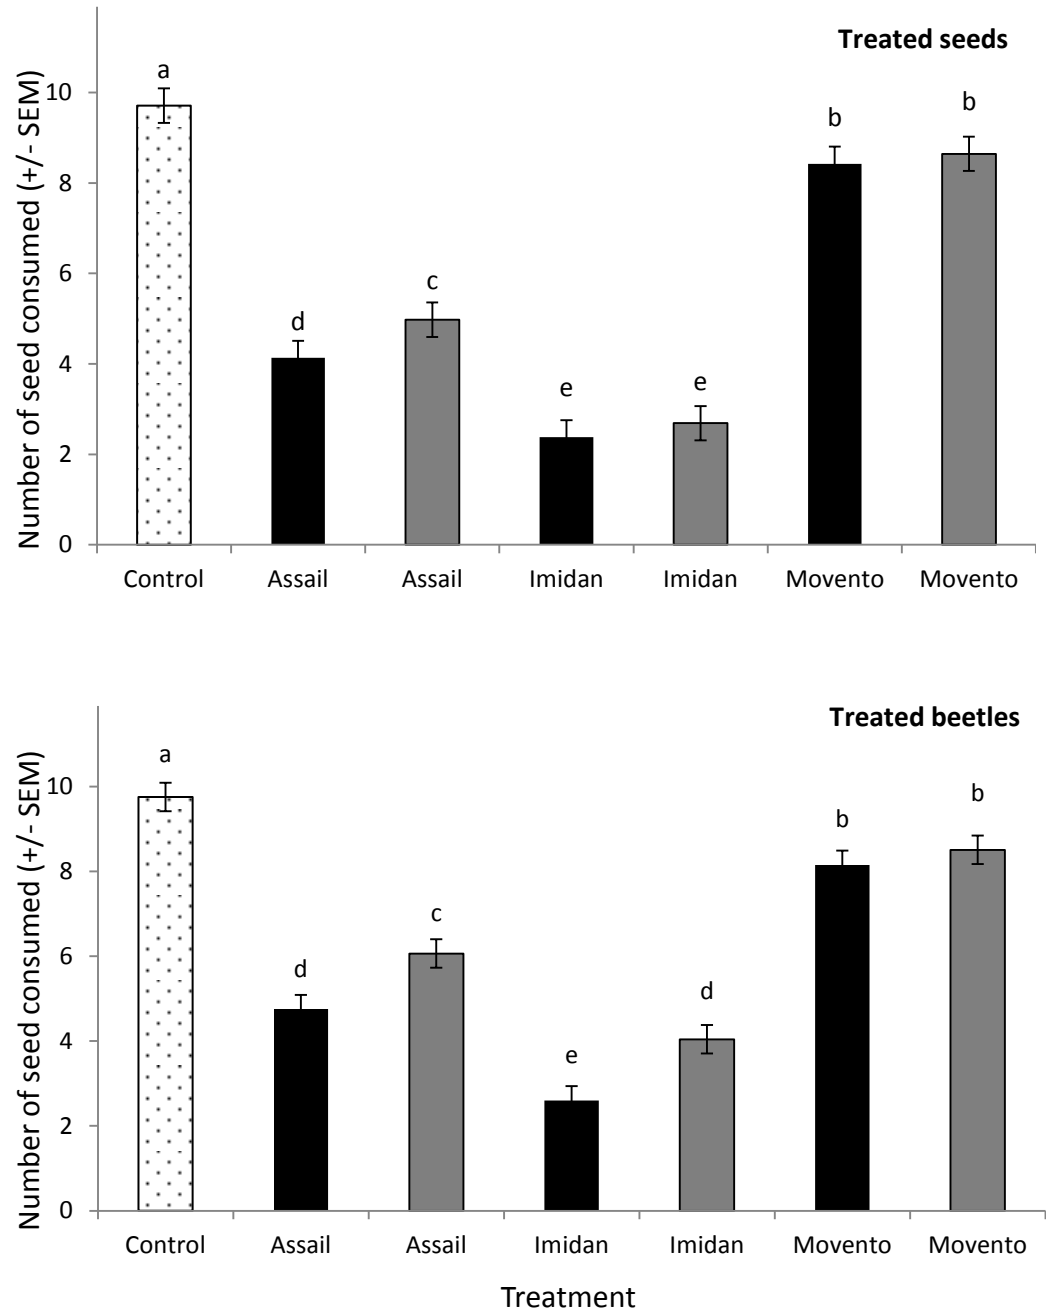 Treated seeds
Number of seed consumed (+/- SEM)
10
8
6
4
2
0
a
d
c
e
e
b
b
Control Assail Assail Imidan Imidan Movento Movento
Treated beetles
Number of seed consumed (+/- SEM)
10
8
6
4
2
0
a
d
c
e
d
b
b
Control Assail Assail Imidan Imidan Movento Movento
Treatment